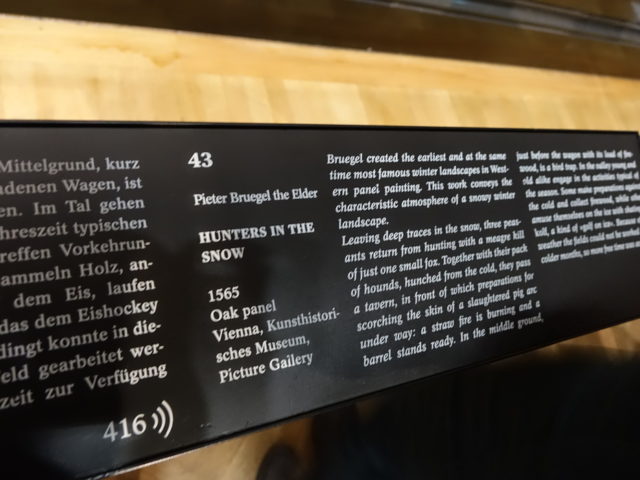 Mittelgrund, kurz
adenen Wagen, ist
en. Im Tal gehen
hreszeit typischen
reffen Vorkehrun-
ammeln Holz, an-
dem Eis, laufen
das dem Eishockey
dingt konnte in die-
eld gearbeitet wer-
zeit zur Verfügung
416
43
Pieter Bruegel the Elder
HUNTERS IN THE
SNOW
1565
Oak panel
Vienna, Kunsthistori-
sches Museum,
Picture Gallery
Bruegel created the earliest and at the same
time most famous winter landscapes in West-
ern panel painting. This work conveys the
characteristic atmosphere of a snowy winter
landscape.
Leaving deep traces in the snow, three peas-
ants return from hunting with a meagre kill
of just one small fox. Together with their pack
of hounds, hunched from the cold, they pass
a tavern, in front of which preparations for
scorching the skin of a slaughtered pig are
under way: a straw fire is burning and a
barrel stands ready. In the middle ground,
just before the wagon with its load of fire-
wood, is a bird trap. In the valley young and
old alike engage in the activities typical of
the season. Some make preparations against
the cold and collect firewood, while others
amuse themselves on the ice with
kolf, a kind of
weather the fields could not be worked
colder months, so more free time was